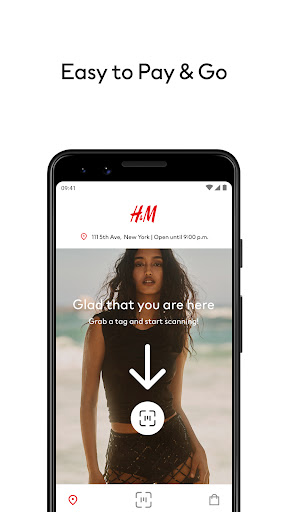 Easy to Pay & Go
09:41
H&M
111 5th Ave, New York | Open until 9:00 p.m.
Glad that you are here
Grab a tag and start scanning!